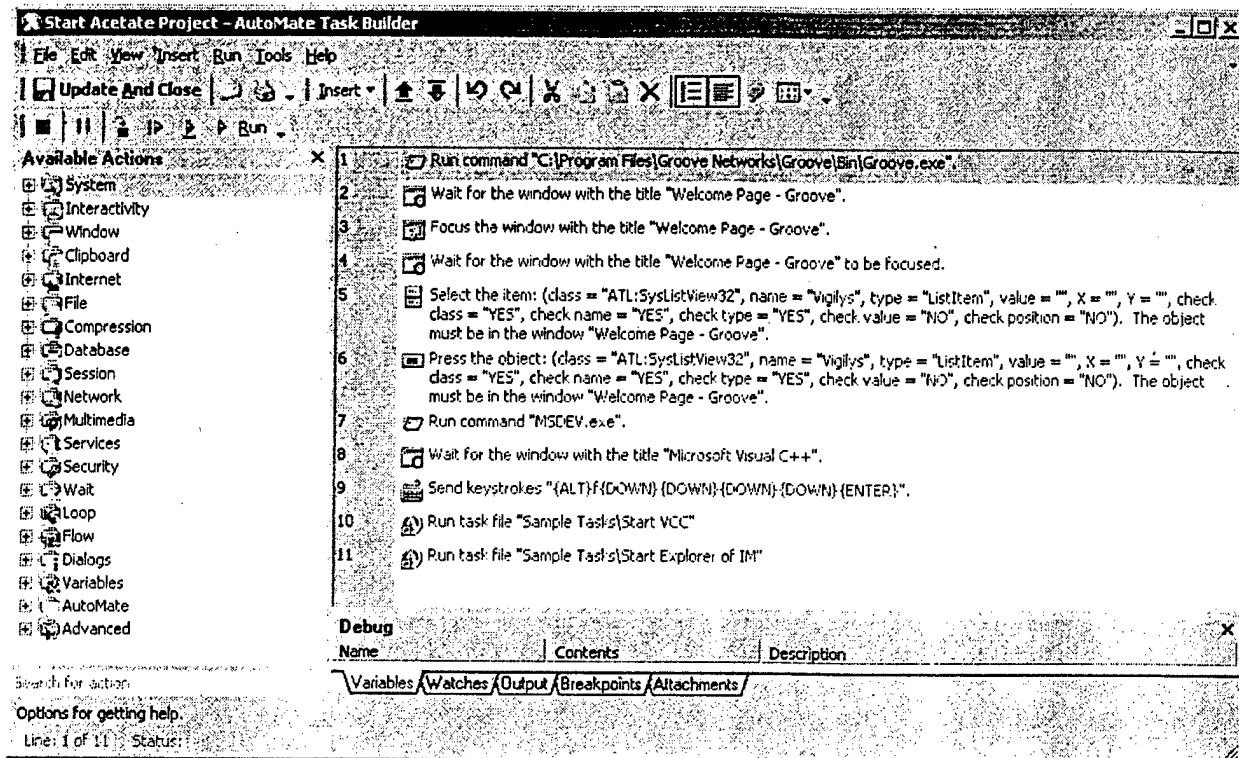 Start Acetate Project - AutoMate Task Builder
File Edit View Insert Run Tools Help
Update And Close Insert
Run
Available Actions
System
Interactivity
Window
Clipboard
Internet
File
Compression
Database
Session
Network
Multimedia
Services
Security
Wait
Loop
Flow
Dialogs
Variables
AutoMate
Advanced
Search for action
Options for getting help.
Line: 1 of 11 Status:
1 Run command "C:\Program Files\Groove Networks\Groove\Bin\Groove.exe".
2 Wait for the window with the title "Welcome Page - Groove".
3 Focus the window with the title "Welcome Page - Groove".
4 Wait for the window with the title "Welcome Page - Groove" to be focused.
5 Select the item: (class = "ATL:SysListView32", name = "Vigilys", type = "ListItem", value = "", X = "", Y = "", check
class = "YES", check name = "YES", check type = "YES", check value = "NO", check position = "NO"). The object
must be in the window "Welcome Page - Groove".
6 Press the object: (class = "ATL:SysListView32", name = "Vigilys", type = "ListItem", value = "", X = "", Y = "", check
class = "YES", check name = "YES", check type = "YES", check value = "NO", check position = "NO"). The object
must be in the window "Welcome Page - Groove".
7 Run command "MSDEV.exe".
8 Wait for the window with the title "Microsoft Visual C++".
9 Send keystrokes "{ALT}f{DOWN}{DOWN}{DOWN}{DOWN}{ENTER}".
10 Run task file "Sample Tasks\Start VCC"
11 Run task file "Sample Tasks\Start Explorer of IM"
Debug
Name Contents Description
Variables Watches Output Breakpoints Attachments